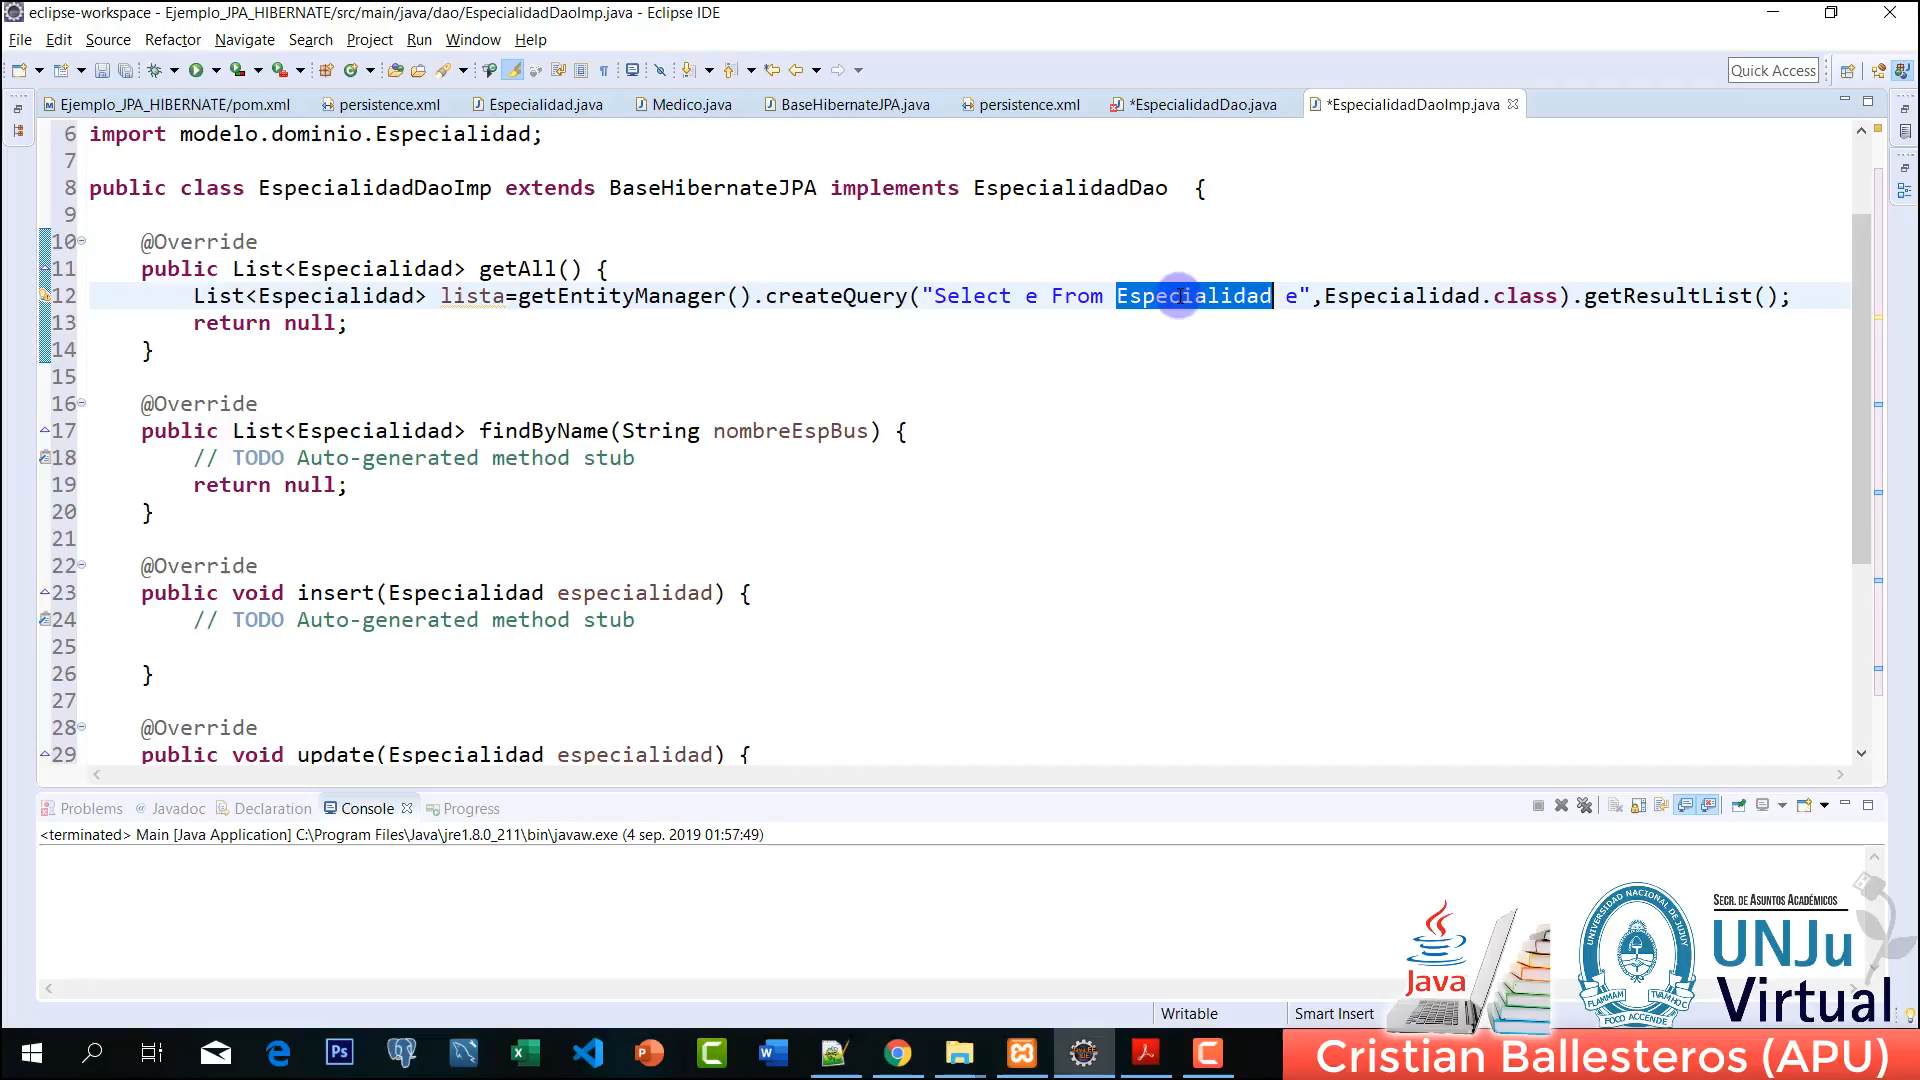 eclipse-workspace - Ejemplo_JPA_HIBERNATE/src/main/java/dao/EspecialidadDaoImp.java - Eclipse IDE
File Edit Source Refactor Navigate Search Project Run Window Help
Quick Access
Ejemplo_JPA_HIBERNATE/pom.xml persistence.xml Especialidad.java Medico.java BaseHibernateJPA.java persistence.xml *EspecialidadDao.java *EspecialidadDaoImp.java
6 import modelo.dominio.Especialidad;
7
8 public class EspecialidadDaoImp extends BaseHibernateJPA implements EspecialidadDao {
9
10 @Override
11 public List<Especialidad> getAll() {
12 List<Especialidad> lista=getEntityManager().createQuery("Select e From Especialidad e",Especialidad.class).getResultList();
13 return null;
14 }
15
16 @Override
17 public List<Especialidad> findByName(String nombreEspBus) {
18 // TODO Auto-generated method stub
19 return null;
20 }
21
22 @Override
23 public void insert(Especialidad especialidad) {
24 // TODO Auto-generated method stub
25
26 }
27
28 @Override
29 public void update(Especialidad especialidad) {
Problems Javadoc Declaration Console Progress
<terminated> Main [Java Application] C:\Program Files\Java\jre1.8.0_211\bin\javaw.exe (4 sep. 2019 01:57:49)
Java
UNIVERSIDAD NACIONAL DE JUJUY
FLAMMAM TVAM HOC
FOCO ACCENDE
SECR. DE ASUNTOS ACADÉMICOS
UNJu
Virtual
Writable Smart Insert
Cristian Ballesteros (APU)